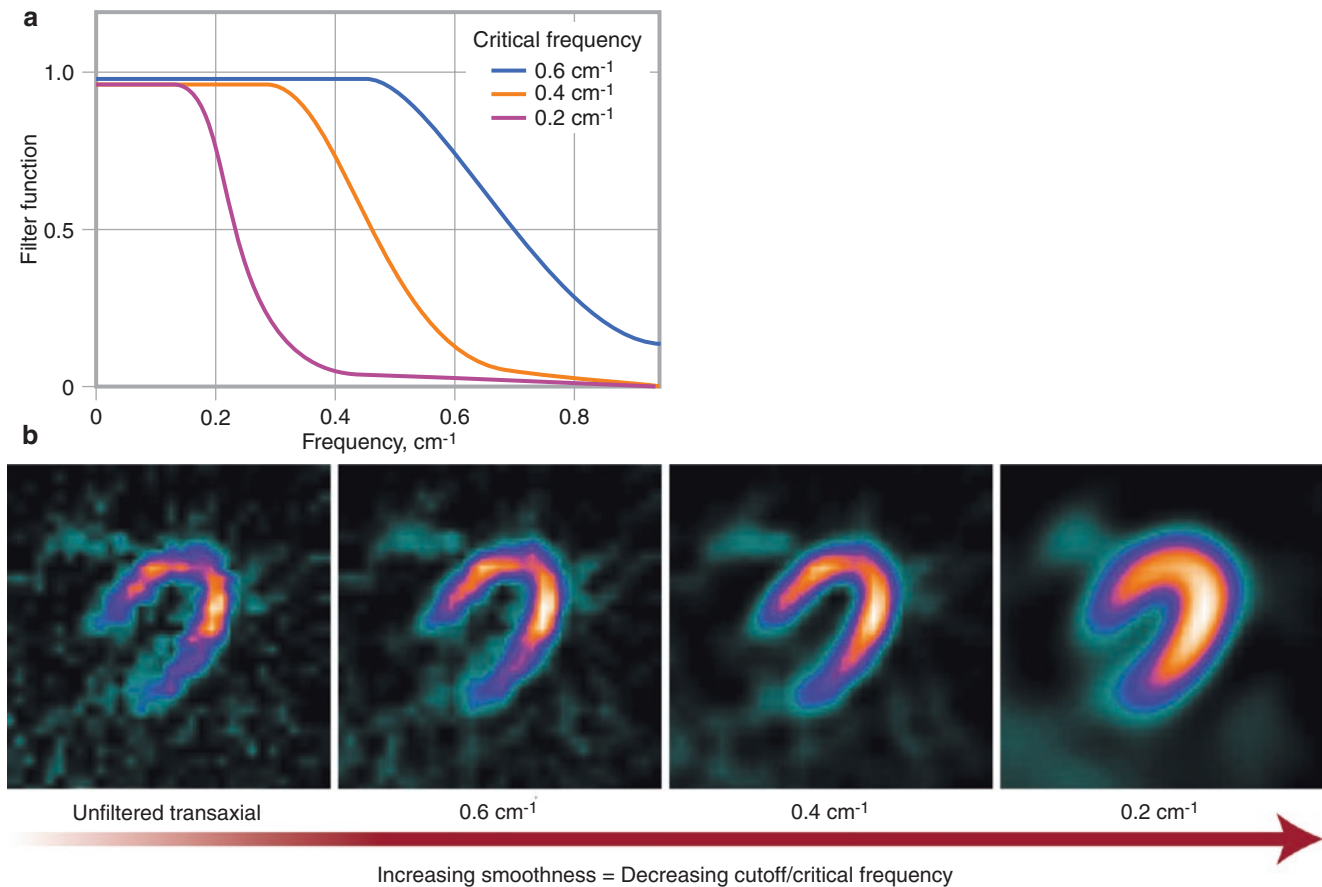 a
Critical frequency
0.6 cm-1
0.4 cm-1
0.2 cm-1
Filter function
1.0
0.5
0
0 0.2 0.4 0.6 0.8
Frequency, cm-1
b
Unfiltered transaxial 0.6 cm-1 0.4 cm-1 0.2 cm-1
Increasing smoothness = Decreasing cutoff/critical frequency